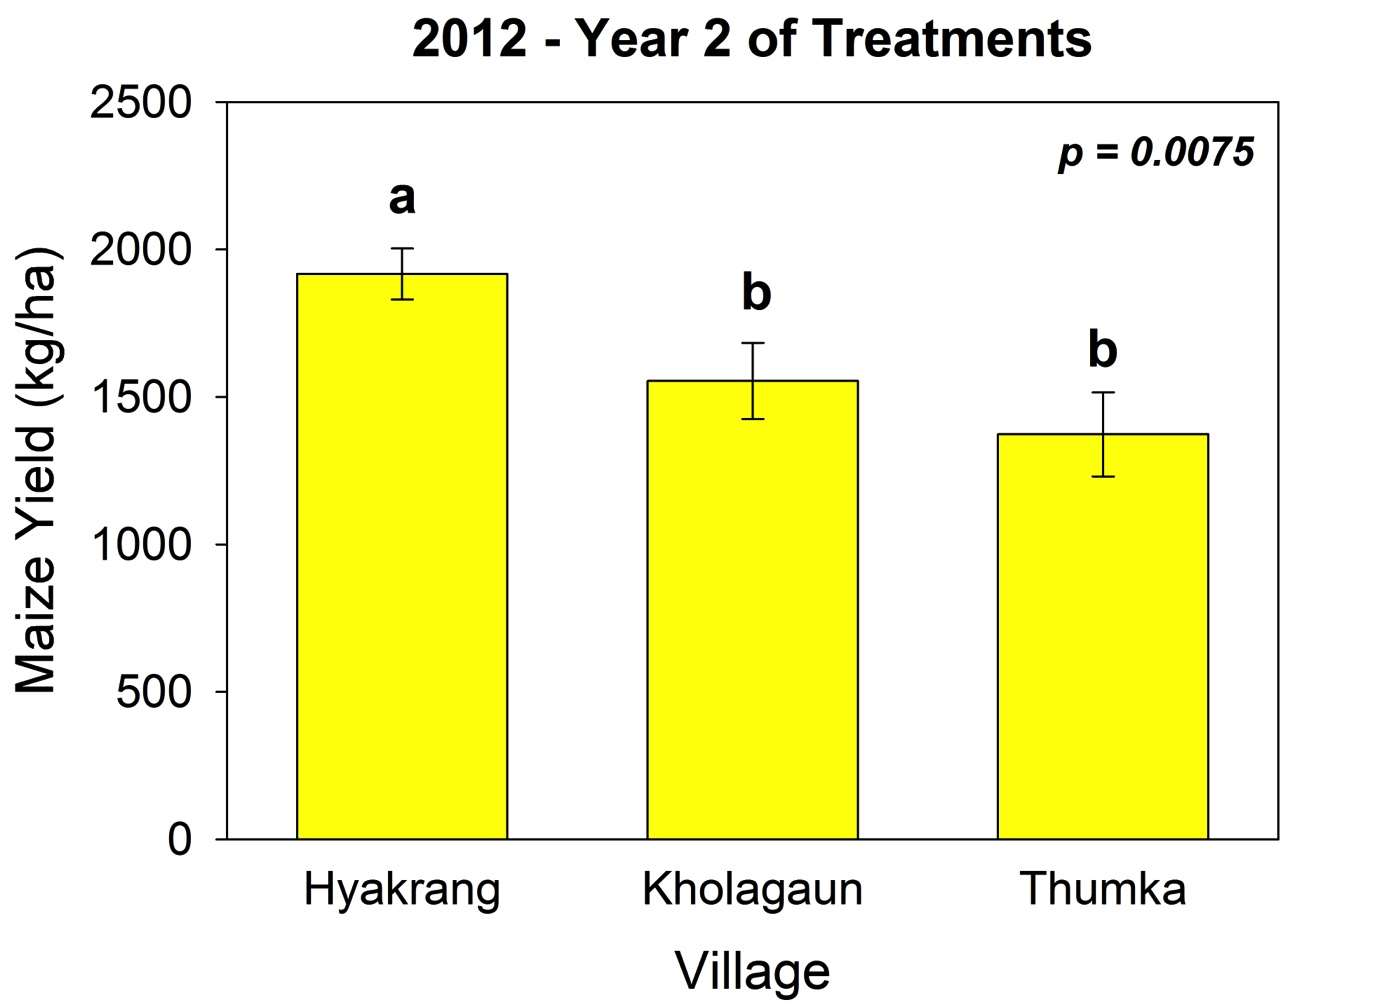 2012 - Year 2 of Treatments
2500
p = 0.0075
a
2000
b
b
1500
1000
500
0
Maize Yield (kg/ha)
Hyakrang Kholagaun Thumka
Village